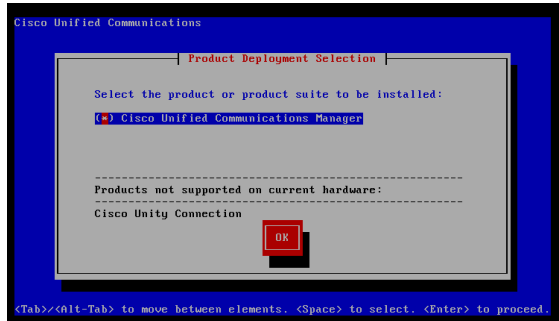 Cisco Unified Communications
Product Deployment Selection
Select the product or product suite to be installed:
(*) Cisco Unified Communications Manager
-------------------------------------------------------
Products not supported on current hardware:
-------------------------------------------------------
Cisco Unity Connection
OK
<Tab>/<Alt-Tab> to move between elements. <Space> to select. <Enter> to proceed.